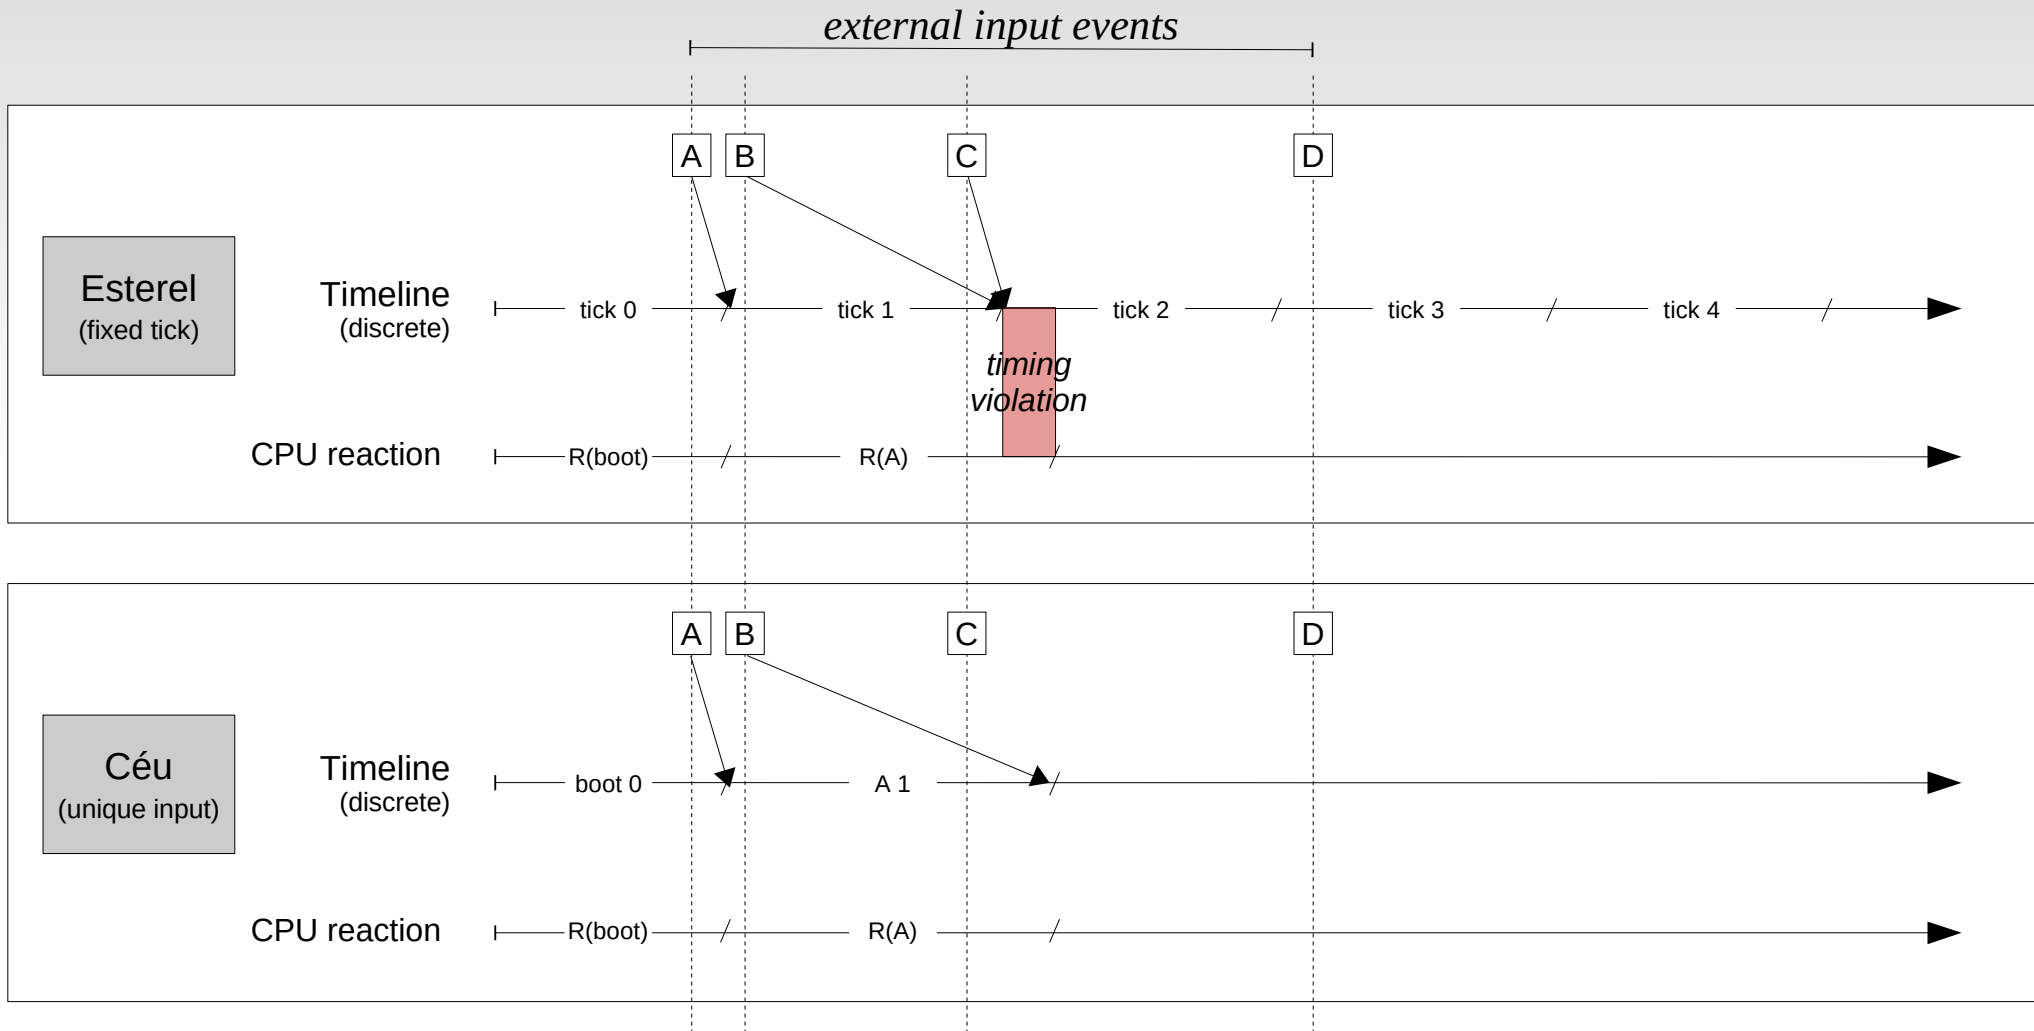 external input events
A B C D
Esterel
(fixed tick)
Timeline
(discrete)
tick 0 tick 1 tick 2 tick 3 tick 4
timing
violation
CPU reaction
R(boot) R(A)
A B C D
Céu
(unique input)
Timeline
(discrete)
boot 0 A 1
CPU reaction
R(boot) R(A)